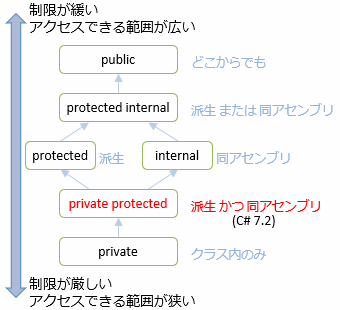 制限が緩い
アクセスできる範囲が広い
public どこからでも
protected internal 派生 または 同アセンブリ
protected 派生 internal 同アセンブリ
private protected 派生 かつ 同アセンブリ
(C# 7.2)
private クラス内のみ
制限が厳しい
アクセスできる範囲が狭い